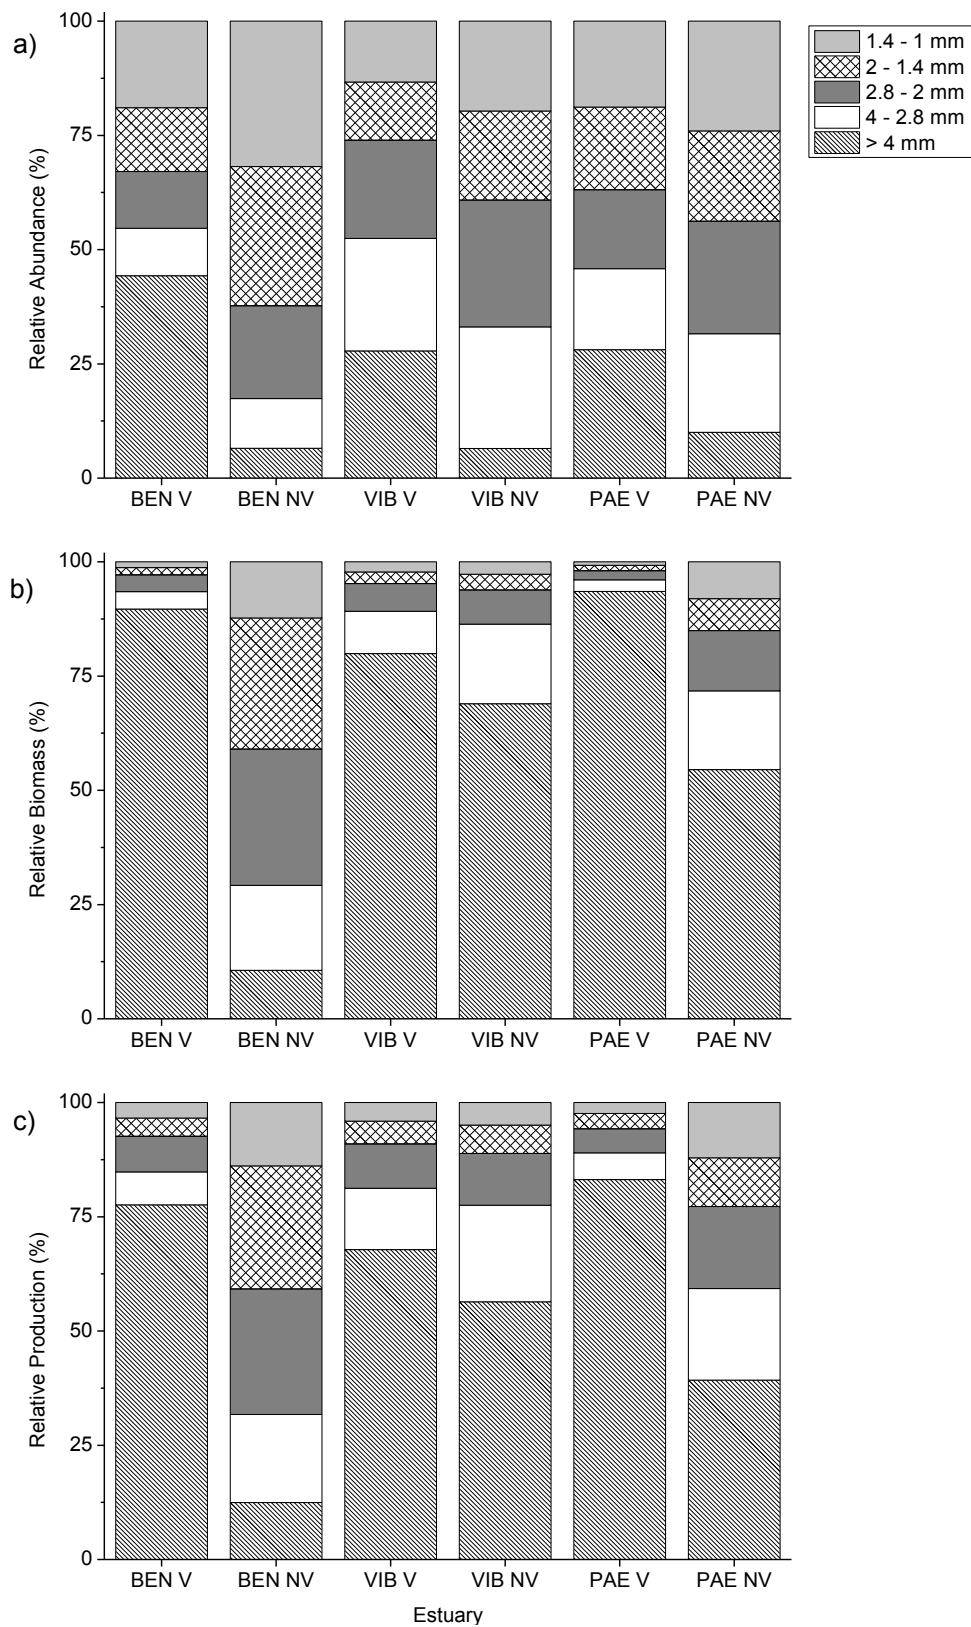 a)
Relative Abundance (%)
100
75
50
25
0
BEN V BEN NV VIB V VIB NV PAE V PAE NV
1.4 - 1 mm
2 - 1.4 mm
2.8 - 2 mm
4 - 2.8 mm
> 4 mm
b)
Relative Biomass (%)
100
75
50
25
0
BEN V BEN NV VIB V VIB NV PAE V PAE NV
c)
Relative Production (%)
100
75
50
25
0
BEN V BEN NV VIB V VIB NV PAE V PAE NV
Estuary